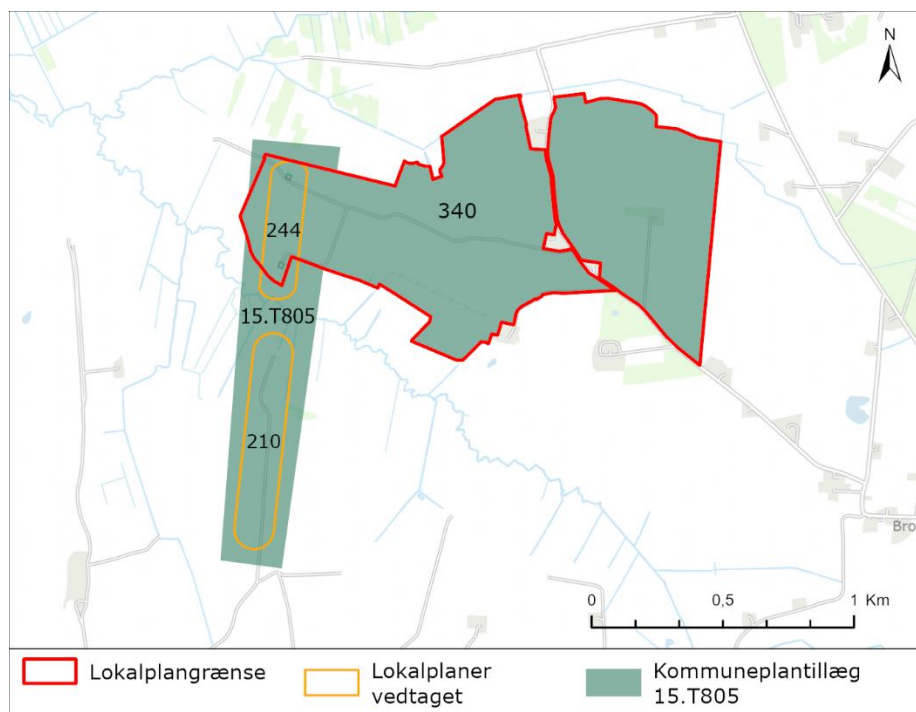 N
340
244
15.T805
210
Bro
0 0,5 1 Km
Lokalplangrænse
Lokalplaner
vedtaget
Kommuneplantillæg
15.T805